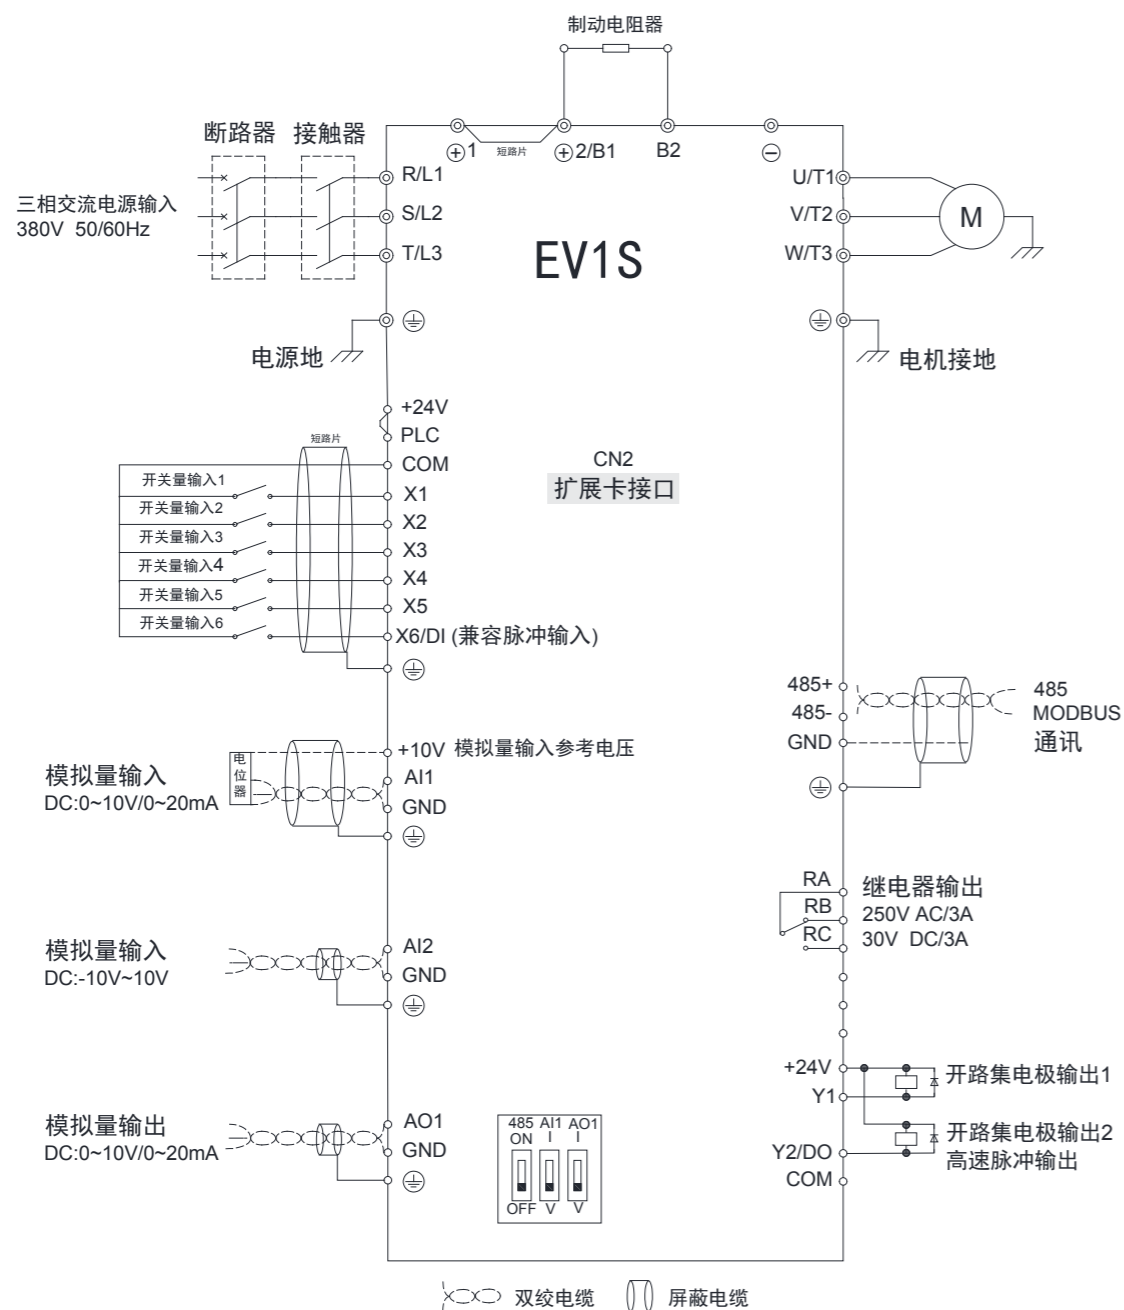 制动电阻器
断路器 接触器
⊕1 短路片 ⊕2/B1 B2 ⊖
R/L1 U/T1
三相交流电源输入
380V 50/60Hz
S/L2 V/T2 M
T/L3 W/T3
EV1S
电源地 电机接地
+24V
短路片 PLC
COM CN2
开关量输入1 X1 扩展卡接口
开关量输入2 X2
开关量输入3 X3
开关量输入4 X4
开关量输入5 X5
开关量输入6 X6/DI (兼容脉冲输入)
485+ 485
485- MODBUS
GND 通讯
电位器 +10V 模拟量输入参考电压
模拟量输入 AI1
DC:0~10V/0~20mA GND
RA 继电器输出
RB 250V AC/3A
RC 30V DC/3A
模拟量输入 AI2
DC:-10V~10V GND
+24V 开路集电极输出1
Y1
模拟量输出 AO1
DC:0~10V/0~20mA GND
485 AI1 AO1
ON I I
OFF V V
开路集电极输出2
Y2/DO 高速脉冲输出
COM
双绞电缆 屏蔽电缆